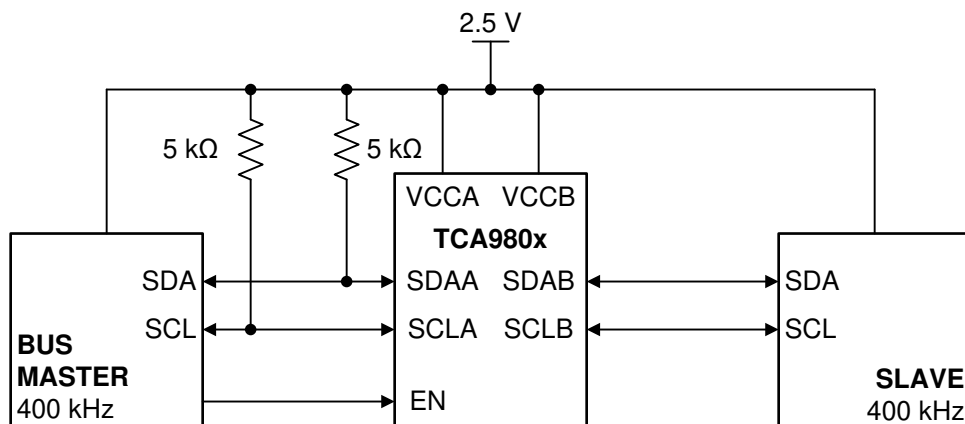 2.5 V
5 kΩ
5 kΩ
VCCA VCCB
TCA980x
SDA
SDAA SDAB
SDA
SCL
SCLA SCLB
SCL
BUS
MASTER
400 kHz
EN
SLAVE
400 kHz